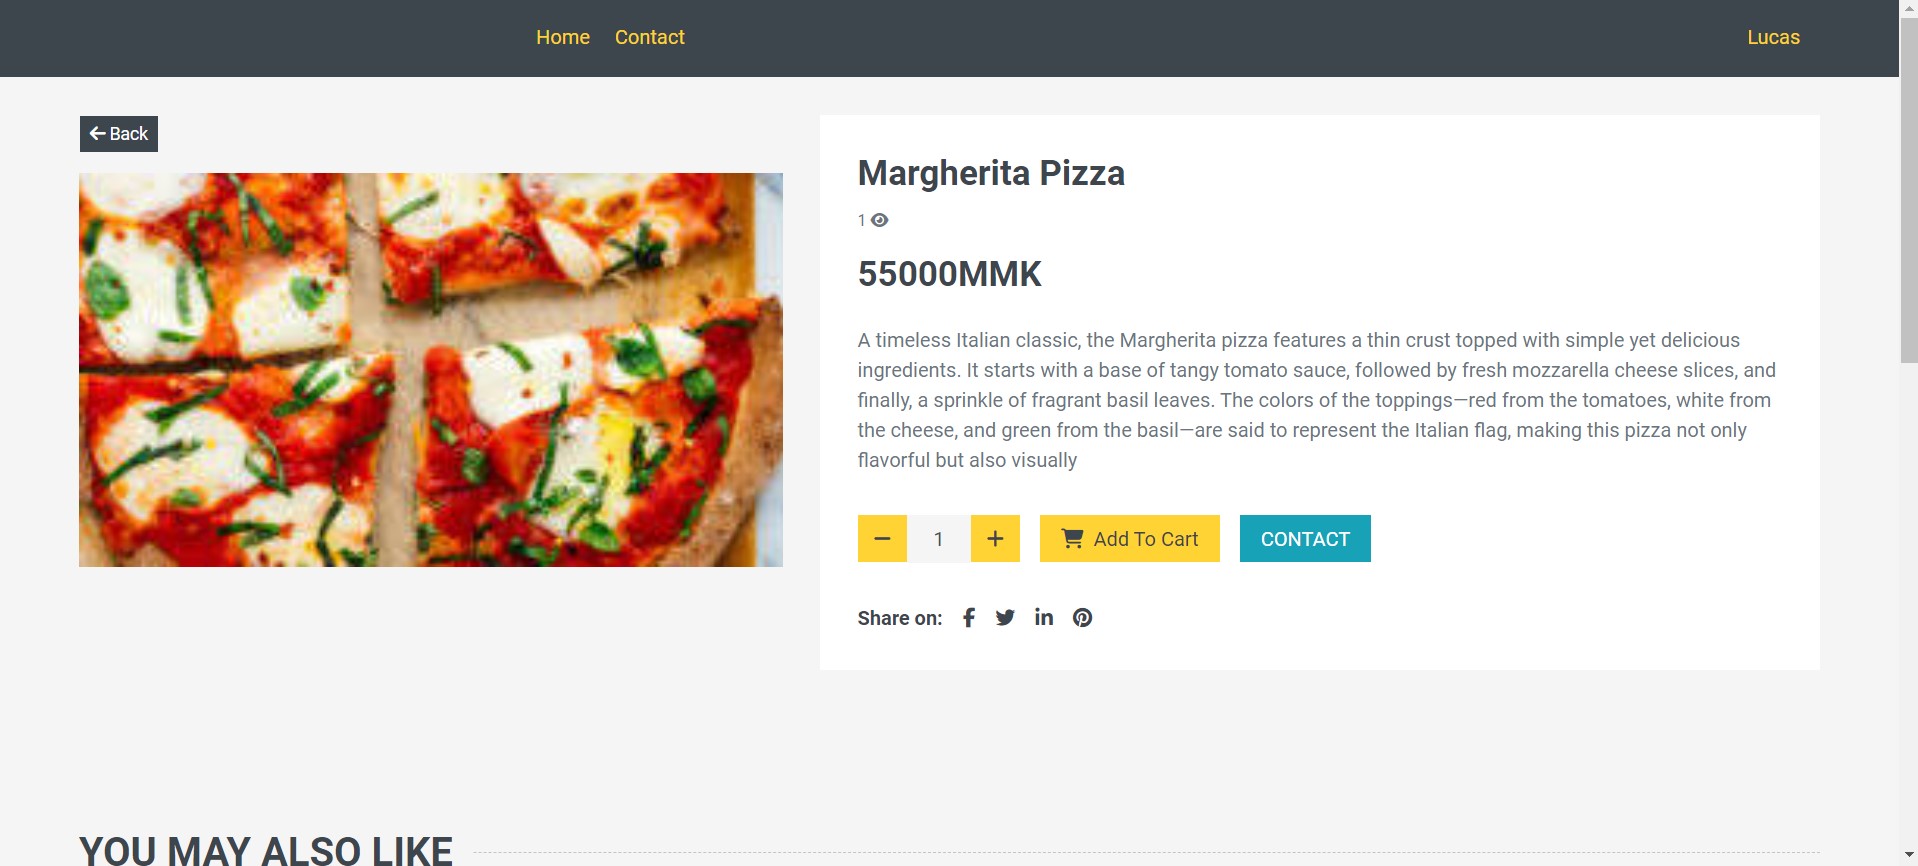 Home Contact Lucas
Back
Margherita Pizza
1
55000MMK
A timeless Italian classic, the Margherita pizza features a thin crust topped with simple yet delicious
ingredients. It starts with a base of tangy tomato sauce, followed by fresh mozzarella cheese slices, and
finally, a sprinkle of fragrant basil leaves. The colors of the toppings—red from the tomatoes, white from
the cheese, and green from the basil—are said to represent the Italian flag, making this pizza not only
flavorful but also visually
1 Add To Cart CONTACT
Share on:
YOU MAY ALSO LIKE